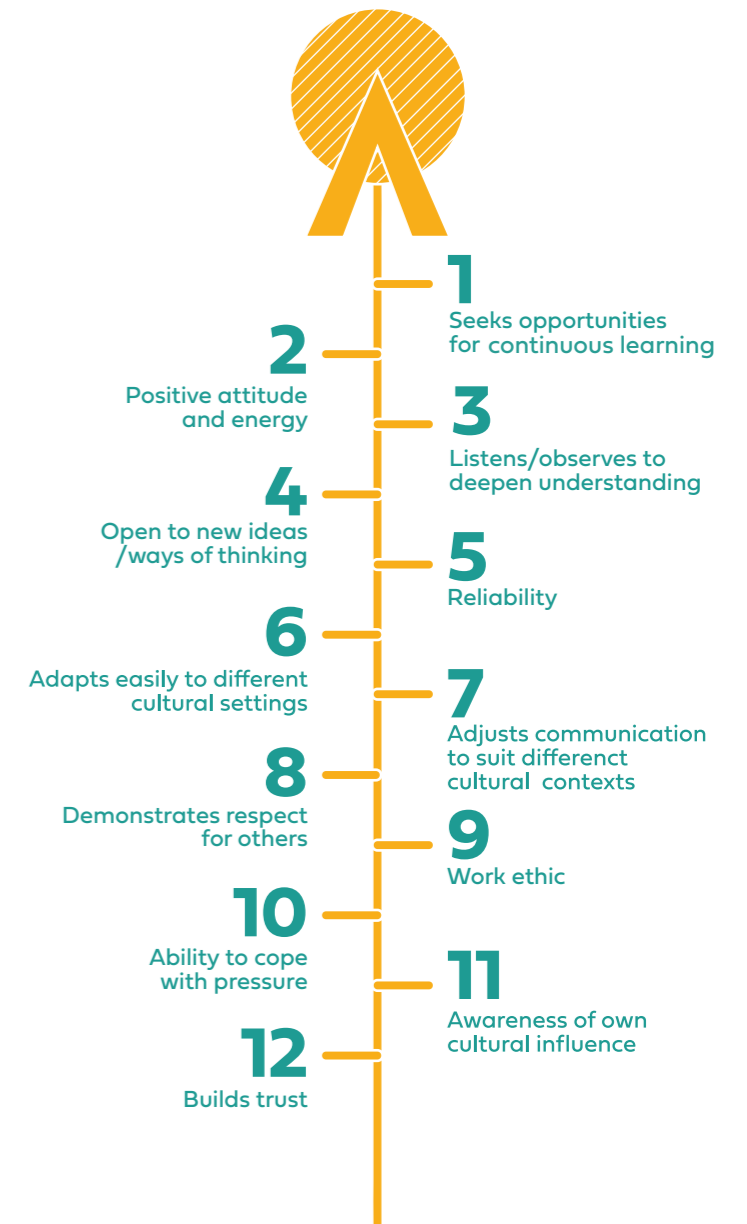 1
Seeks opportunities
for continuous learning
2
Positive attitude
and energy
3
Listens/observes to
deepen understanding
4
Open to new ideas
/ways of thinking
5
Reliability
6
Adapts easily to different
cultural settings
7
Adjusts communication
to suit differenct
cultural contexts
8
Demonstrates respect
for others
9
Work ethic
10
Ability to cope
with pressure
11
Awareness of own
cultural influence
12
Builds trust